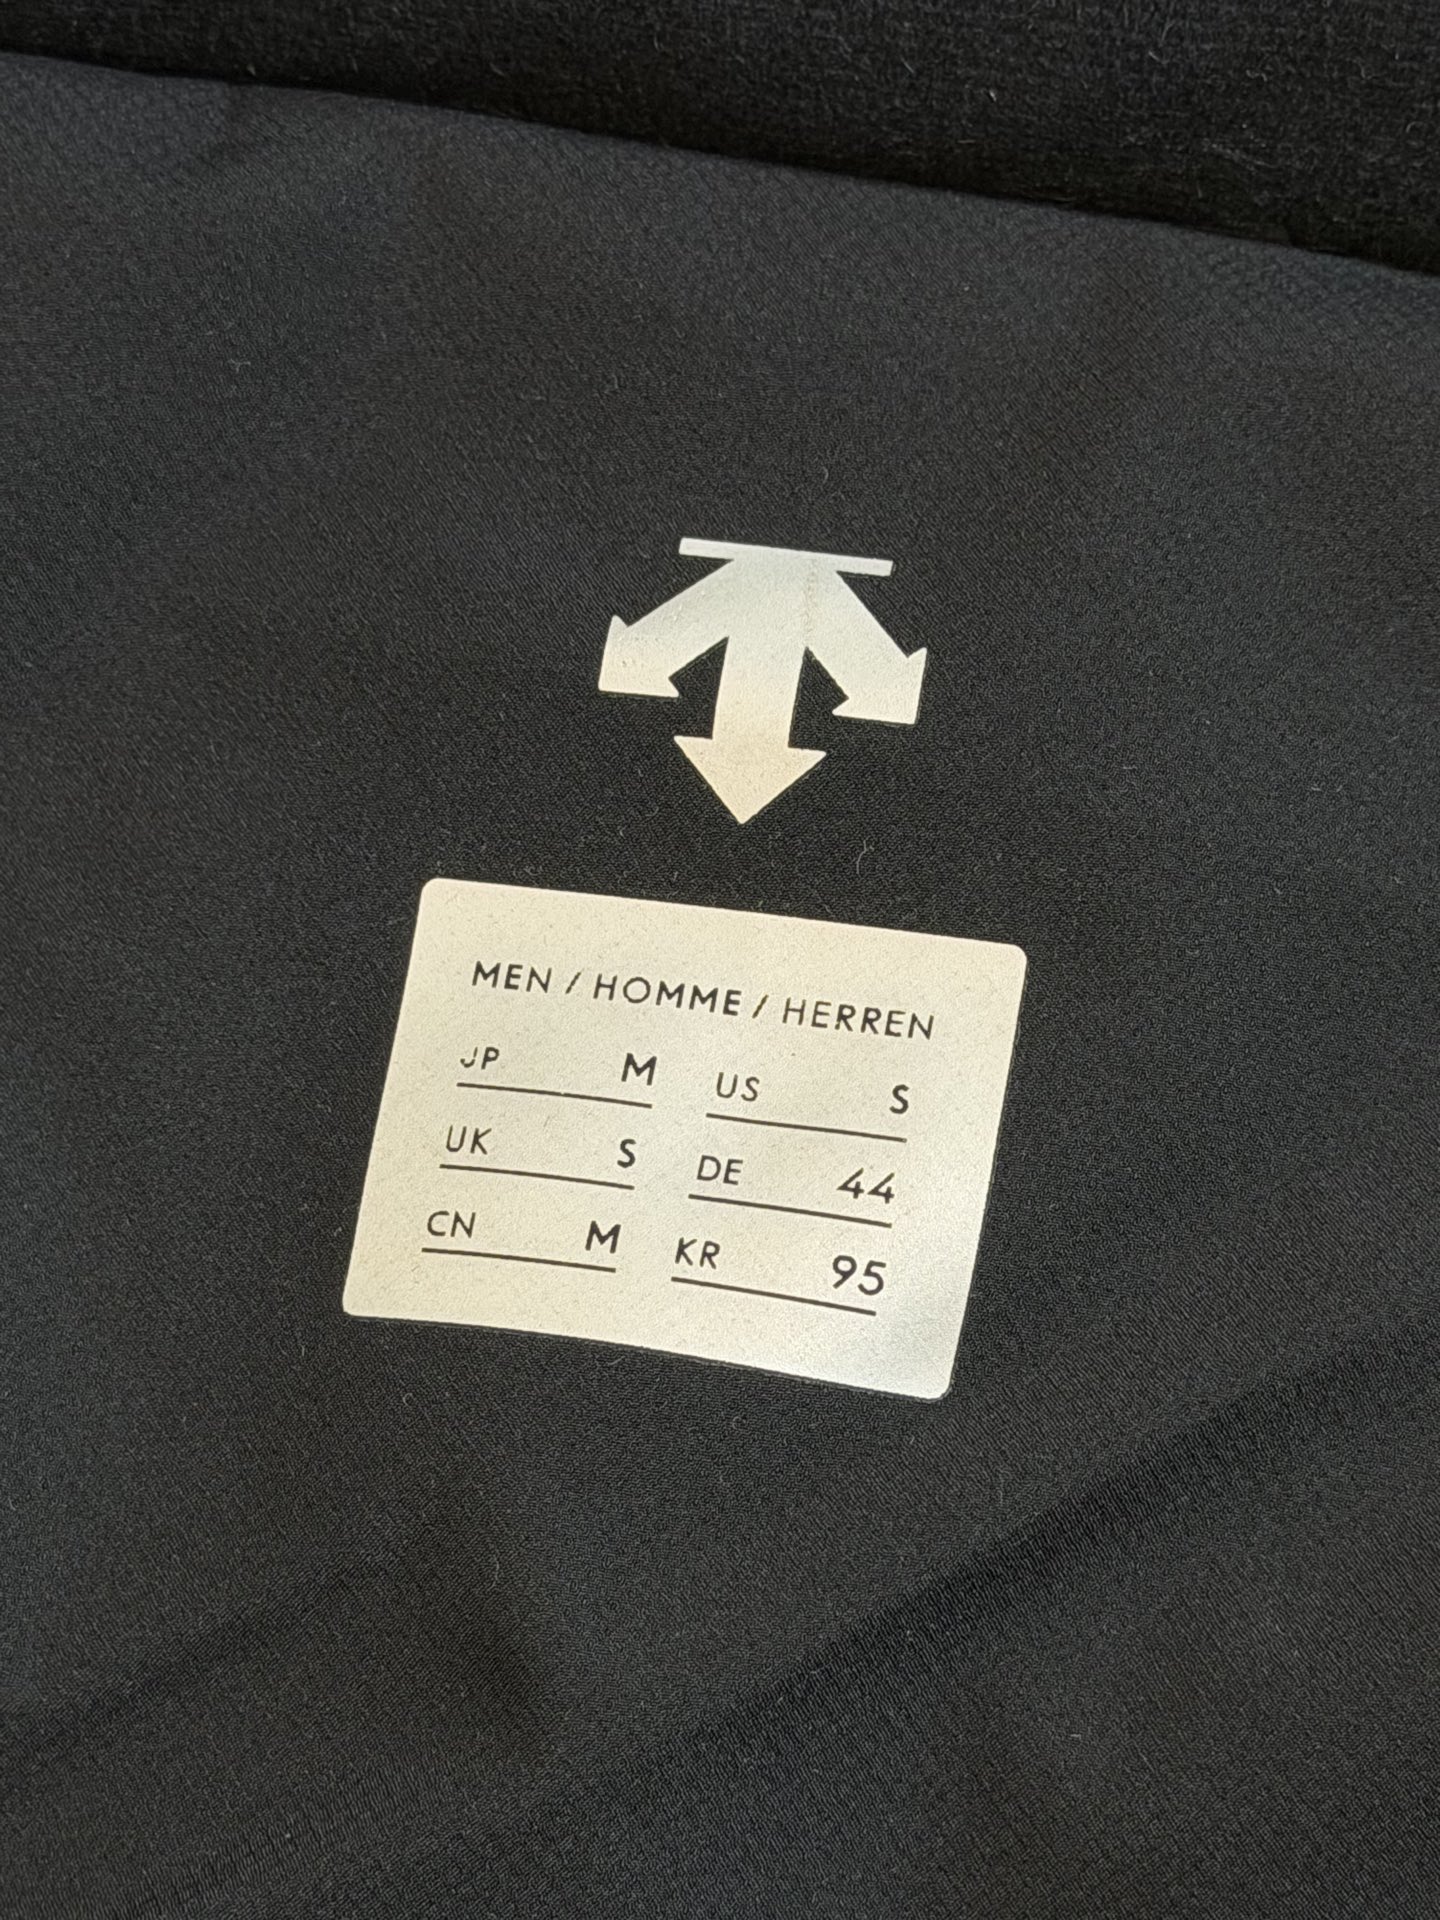 MEN / HOMME / HERREN
JP M US S
UK S DE 44
CN M KR 95